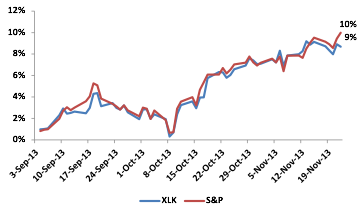 12%
10%
8%
6%
4%
2%
0%
10%
9%
3-Sep-13
10-Sep-13
17-Sep-13
24-Sep-13
1-Oct-13
8-Oct-13
15-Oct-13
22-Oct-13
29-Oct-13
5-Nov-13
12-Nov-13
19-Nov-13
XLK
S&P